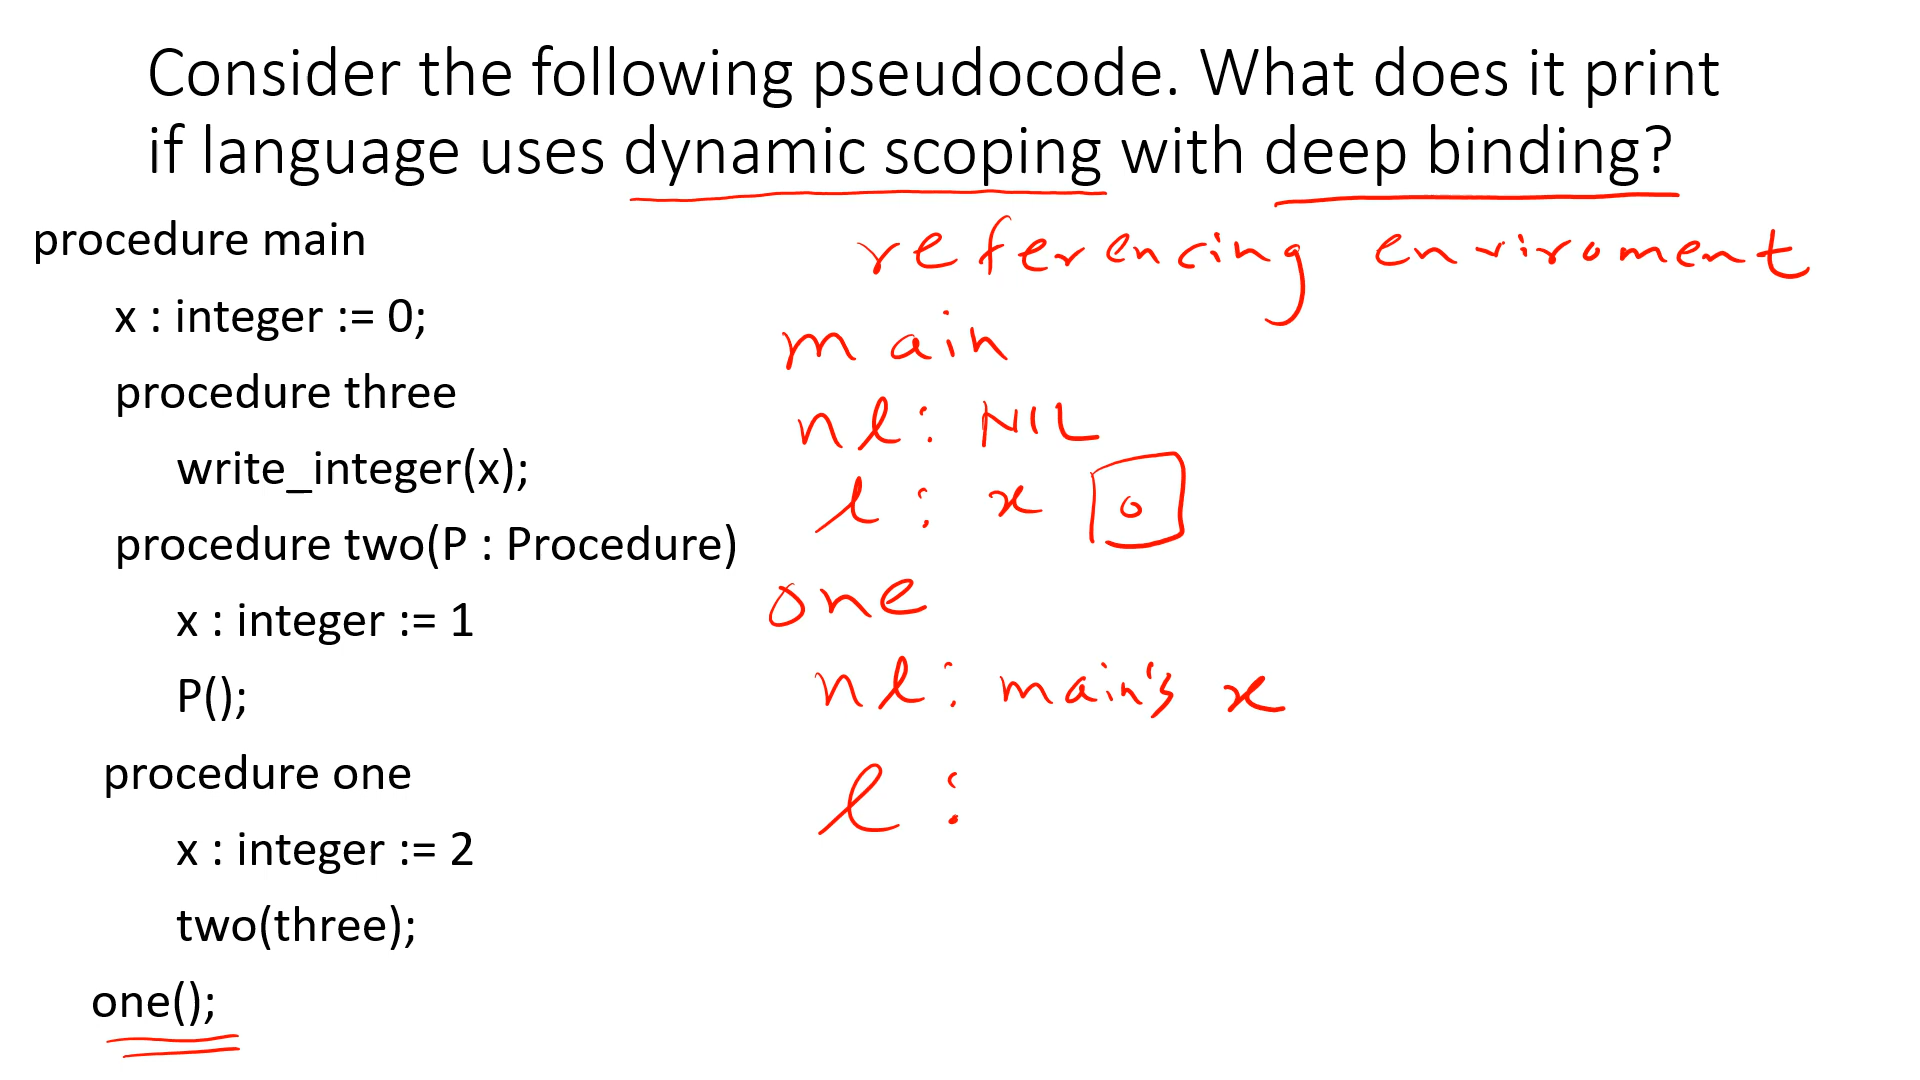 Consider the following pseudocode. What does it print
if language uses dynamic scoping with deep binding?
procedure main
x : integer := 0;
procedure three
write_integer(x);
procedure two(P : Procedure)
x : integer := 1
P();
procedure one
x : integer := 2
two(three);
one();
referencing enviroment
main
nl: NIL
l: x 0
one
nl: main's x
l: